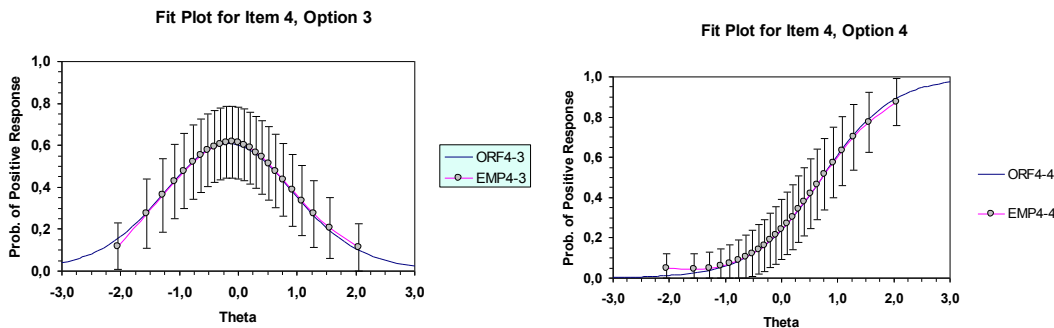 Fit Plot for Item 4, Option 3
Prob. of Positive Response
1,0
0,8
0,6
0,4
0,2
0,0
-3,0 -2,0 -1,0 0,0 1,0 2,0 3,0
Theta
ORF4-3
EMP4-3
Fit Plot for Item 4, Option 4
Prob. of Positive Response
1,0
0,8
0,6
0,4
0,2
0,0
-3,0 -2,0 -1,0 0,0 1,0 2,0 3,0
Theta
ORF4-4
EMP4-4